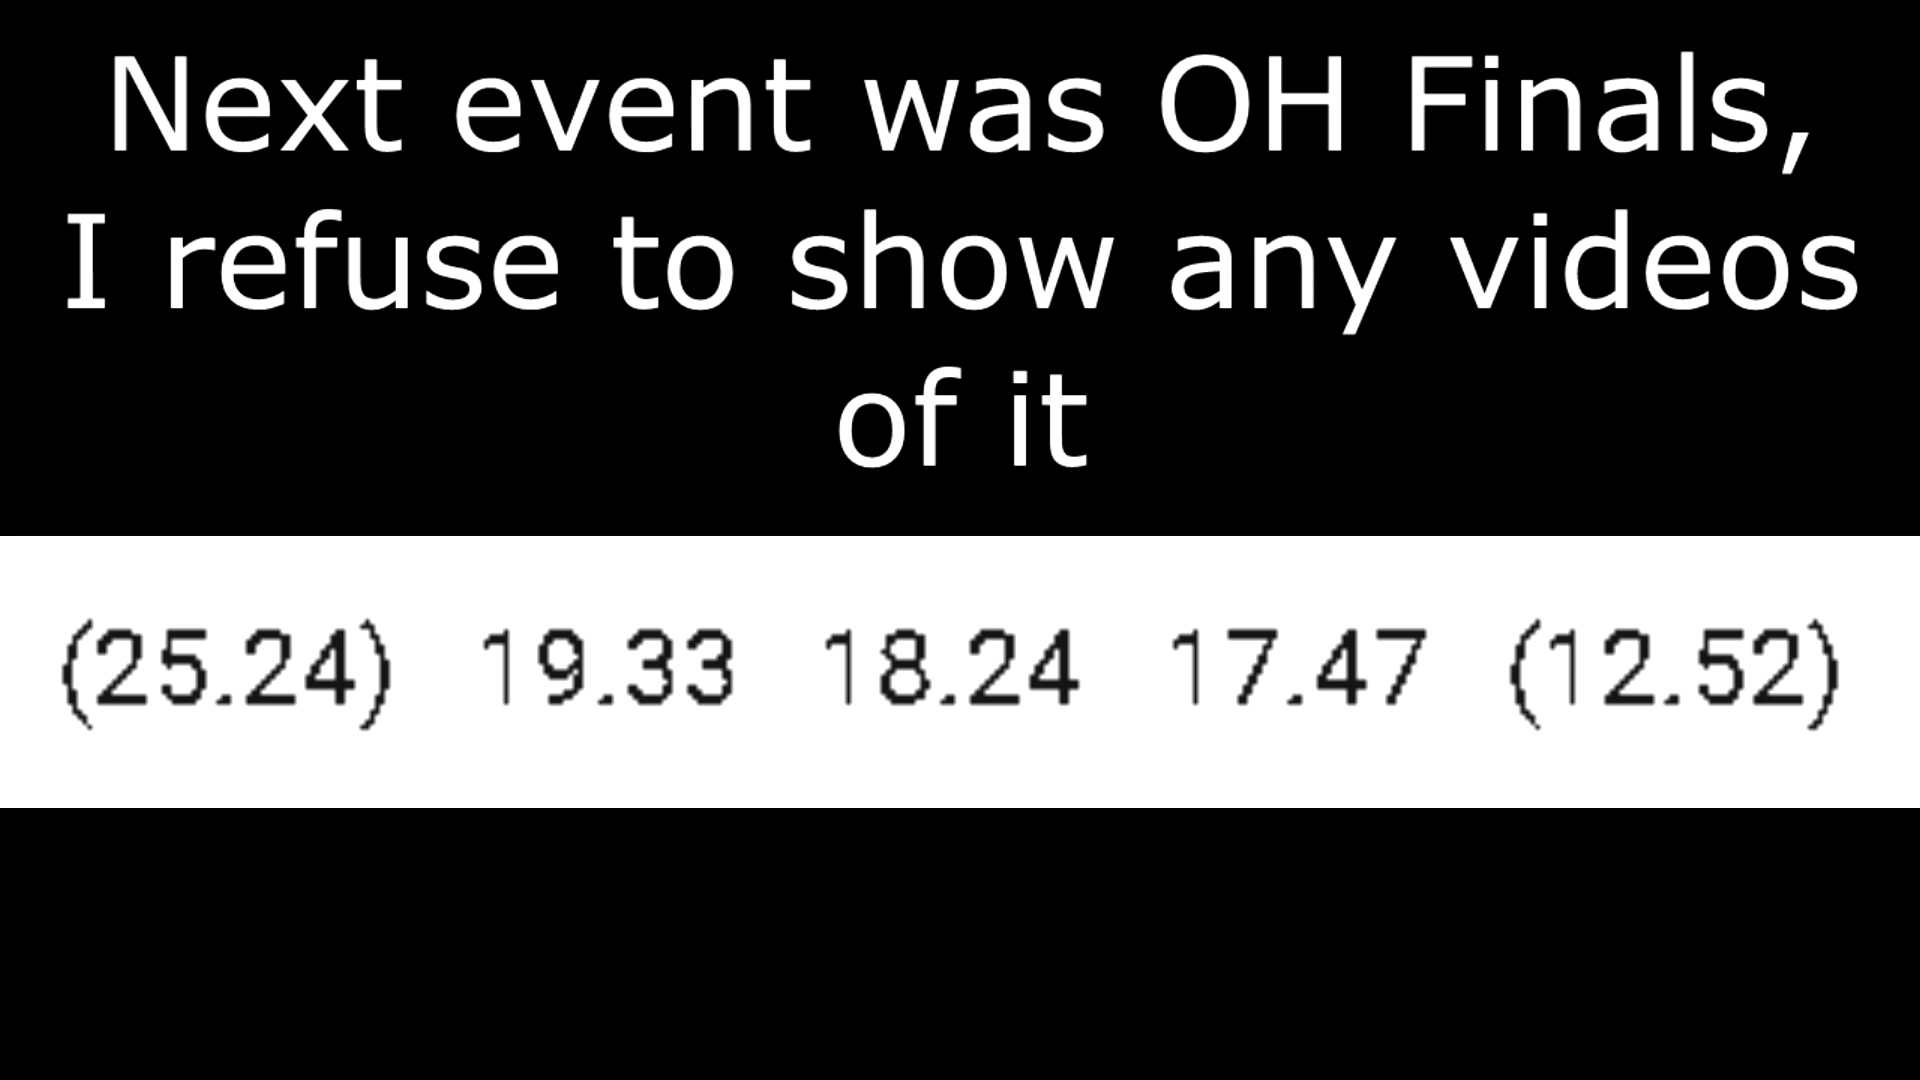 Next event was OH Finals,
I refuse to show any videos
of it
(25.24) 19.33 18.24 17.47 (12.52)